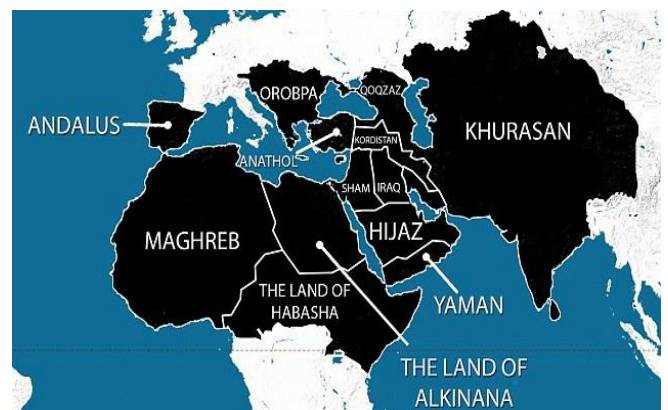 OROBPA
QOQZAZ
ANDALUS
KHURASAN
ANATHOL
KORDISTAN
SHAM
IRAQ
HIJAZ
MAGHREB
YAMAN
THE LAND OF
HABASHA
THE LAND OF
ALKINANA